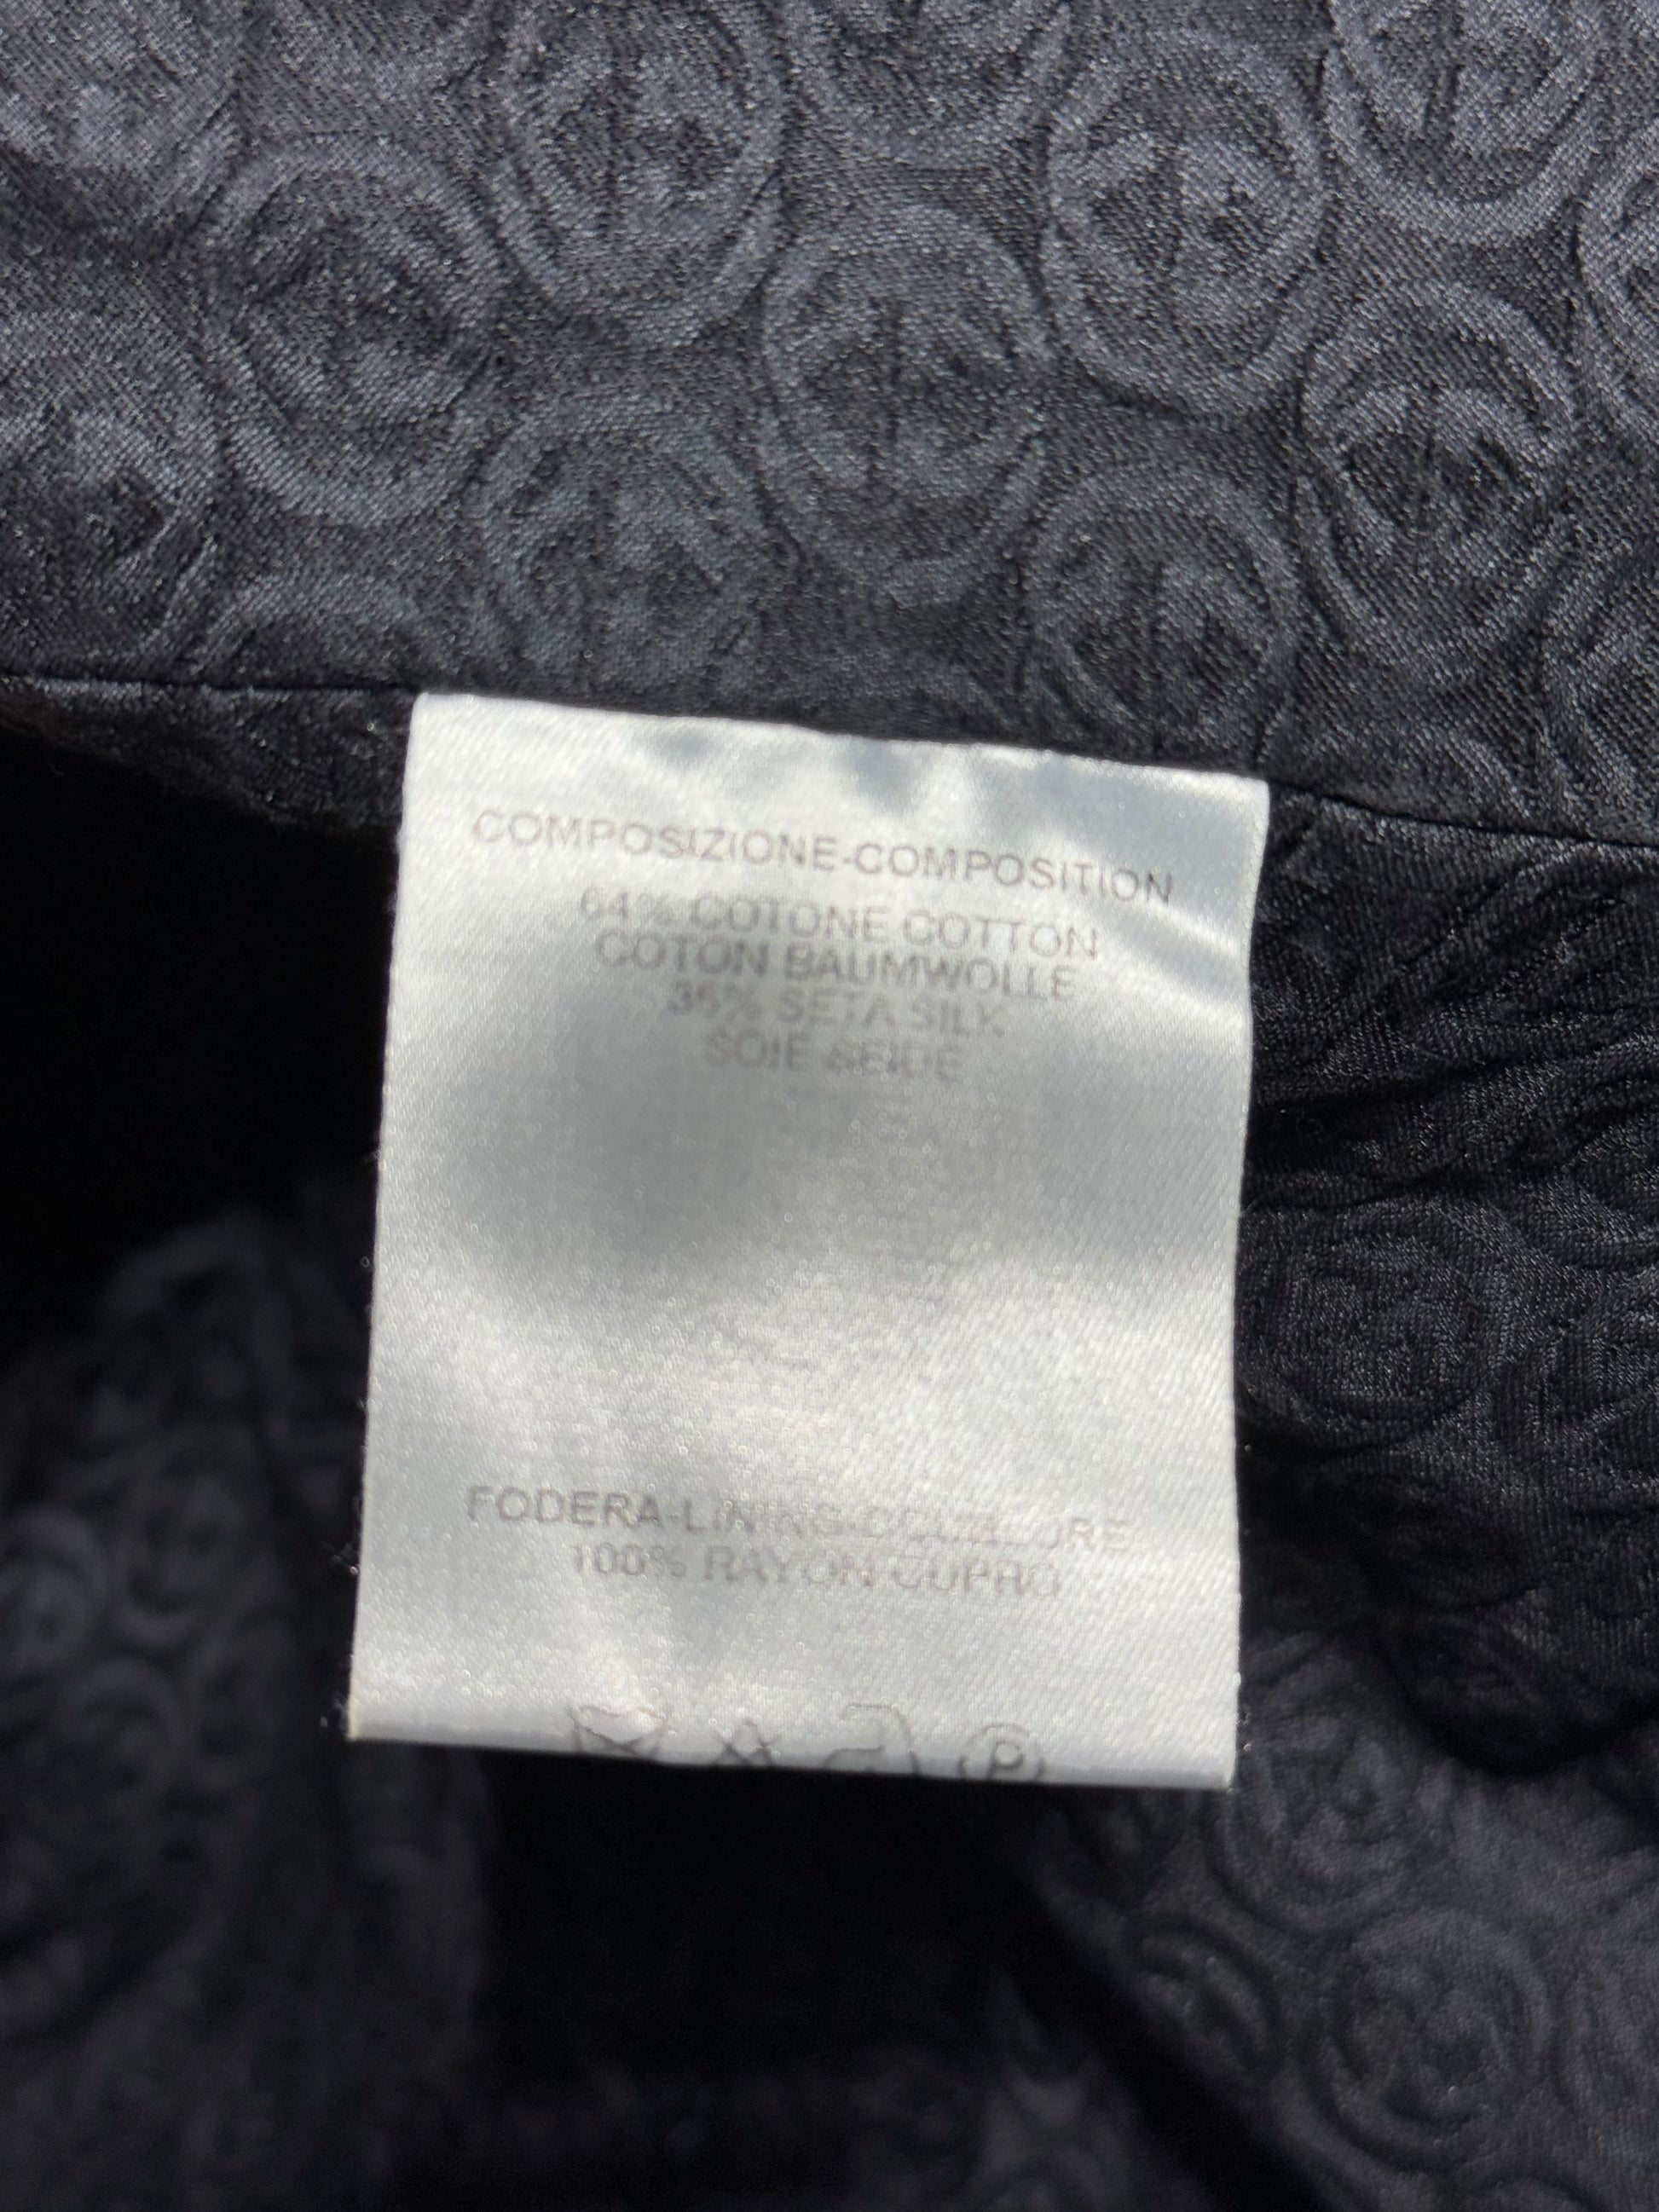 COMPOSIZIONE-COMPOSITION
64% COTONE COTTON
COTON BAUMWOLLE
36% SETA SILK
SOIE SEIDE
FODERA-LINING-DOUBLURE
100% RAYON CUPRO
P